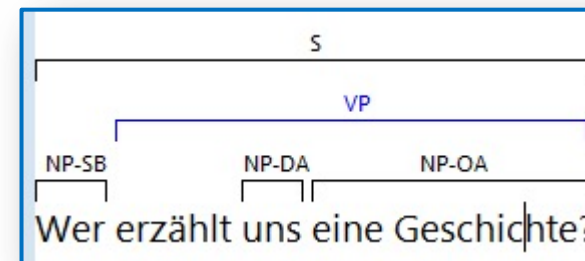 S
VP
NP-SB NP-DA NP-OA
Wer erzählt uns eine Geschichte?